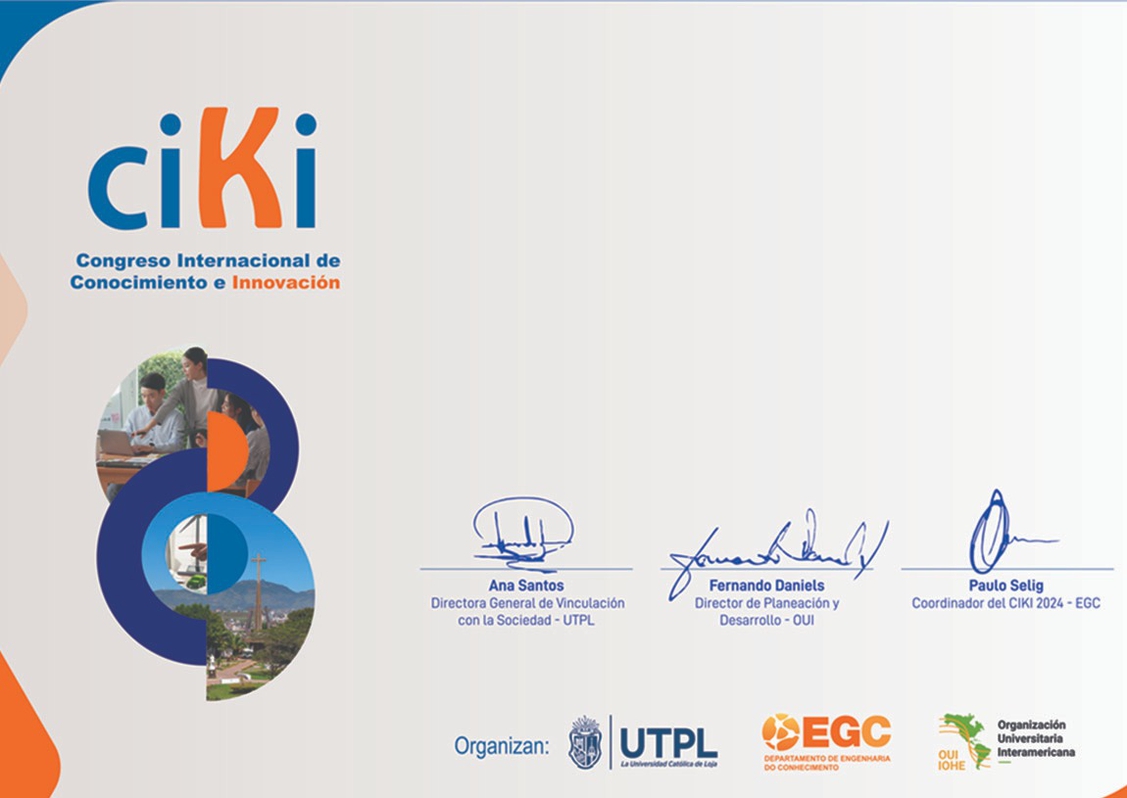 ciKi
Congreso Internacional de
Conocimiento e Innovación
Ana Santos
Directora General de Vinculación
con la Sociedad - UTPL
Fernando Daniels
Director de Planeación y
Desarrollo - OUI
Paulo Selig
Coordinador del CIKI 2024 - EGC
Organizan:
UTPL
La Universidad Católica de Loja
EGC
DEPARTAMENTO DE ENGENHARIA
DO CONHECIMENTO
OUI
IOHE
Organización
Universitaria
Interamericana